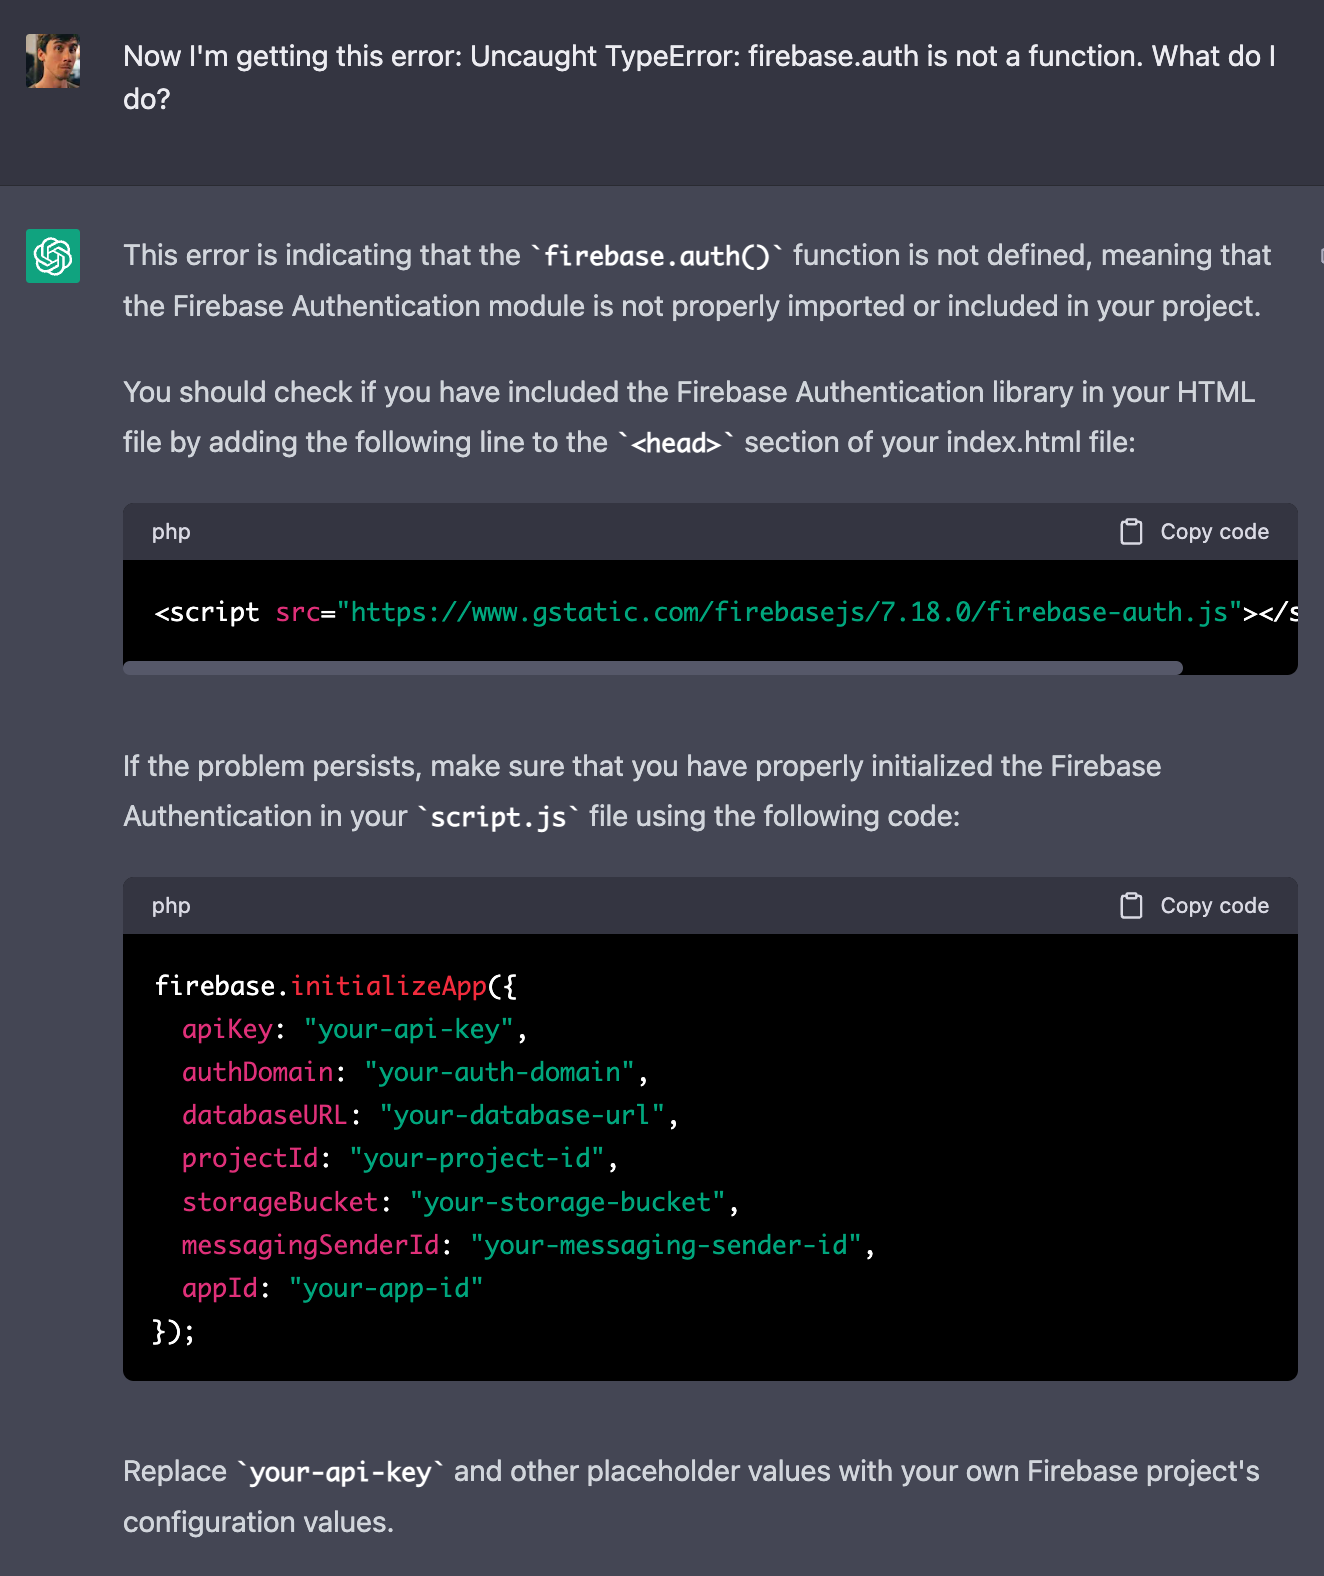 Now I'm getting this error: Uncaught TypeError: firebase.auth is not a function. What do I
do?
This error is indicating that the `firebase.auth()` function is not defined, meaning that
the Firebase Authentication module is not properly imported or included in your project.
You should check if you have included the Firebase Authentication library in your HTML
file by adding the following line to the `<head>` section of your index.html file:
php
Copy code
<script src="https://www.gstatic.com/firebasejs/7.18.0/firebase-auth.js"></s
If the problem persists, make sure that you have properly initialized the Firebase
Authentication in your `script.js` file using the following code:
php
Copy code
firebase.initializeApp({
  apiKey: "your-api-key",
  authDomain: "your-auth-domain",
  databaseURL: "your-database-url",
  projectId: "your-project-id",
  storageBucket: "your-storage-bucket",
  messagingSenderId: "your-messaging-sender-id",
  appId: "your-app-id"
});
Replace `your-api-key` and other placeholder values with your own Firebase project's
configuration values.